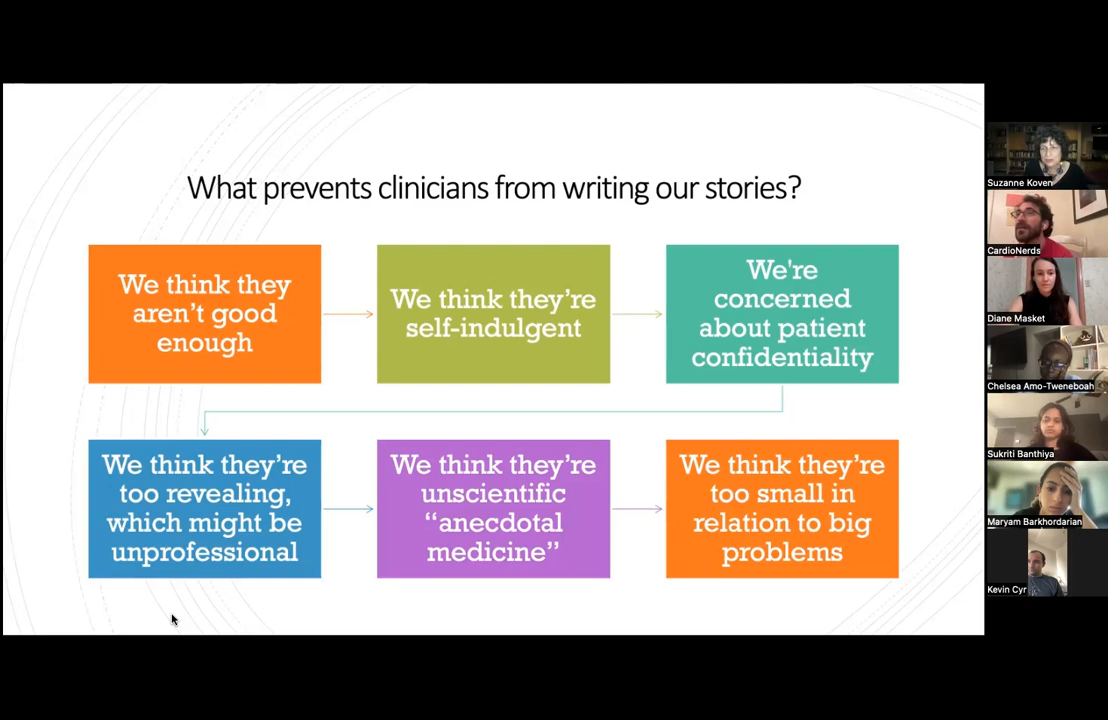 What prevents clinicians from writing our stories?
We think they
aren't good
enough
We think they're
self-indulgent
We're
concerned
about patient
confidentiality
We think they're
too revealing,
which might be
unprofessional
We think they're
unscientific
“anecdotal
medicine”
We think they're
too small in
relation to big
problems
Suzanne Koven
CardioNerds
Diane Masket
Chelsea Amo-Tweneboah
Sukriti Banthiya
Maryam Barkhordarian
Kevin Cyr